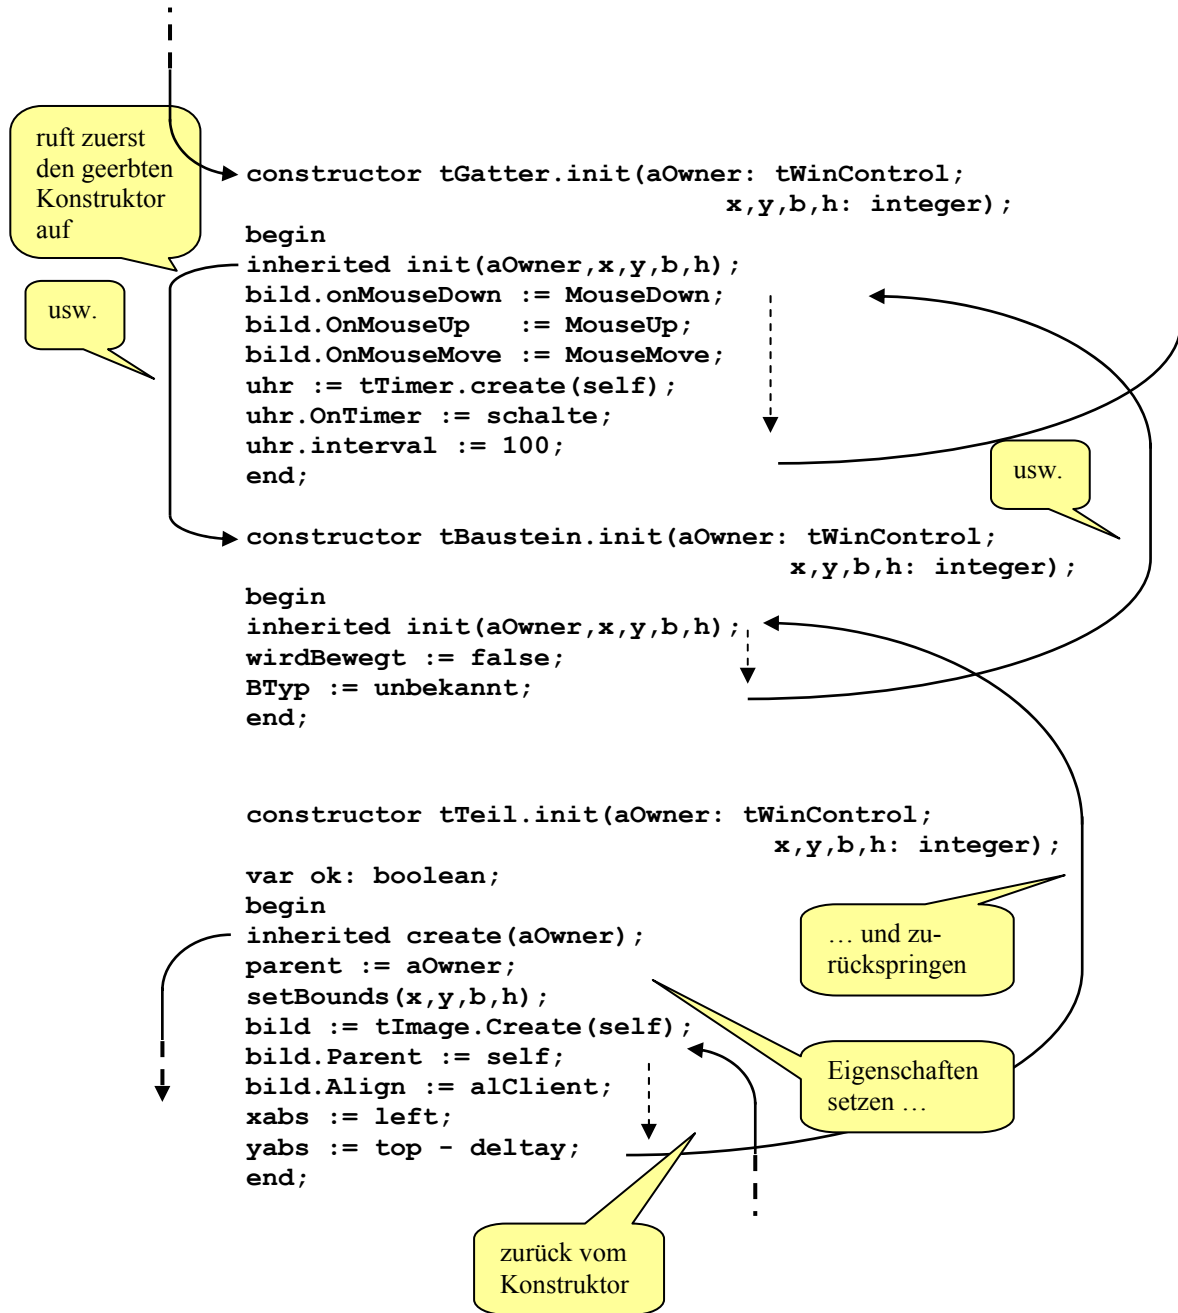 ruft zuerst
den geerbten
Konstruktor
auf
constructor tGatter.init(aOwner: tWinControl;
x,y,b,h: integer);
begin
inherited init(aOwner,x,y,b,h);
usw.
bild.onMouseDown := MouseDown;
bild.OnMouseUp   := MouseUp;
bild.OnMouseMove := MouseMove;
uhr := tTimer.create(self);
uhr.OnTimer := schalte;
uhr.interval := 100;
end;
usw.
constructor tBaustein.init(aOwner: tWinControl;
x,y,b,h: integer);
begin
inherited init(aOwner,x,y,b,h);
wirdBewegt := false;
BTyp := unbekannt;
end;
constructor tTeil.init(aOwner: tWinControl;
x,y,b,h: integer);
var ok: boolean;
begin
inherited create(aOwner);
parent := aOwner;
setBounds(x,y,b,h);
bild := tImage.Create(self);
bild.Parent := self;
bild.Align := alClient;
xabs := left;
yabs := top - deltay;
end;
… und zu-
rückspringen
Eigenschaften
setzen …
zurück vom
Konstruktor